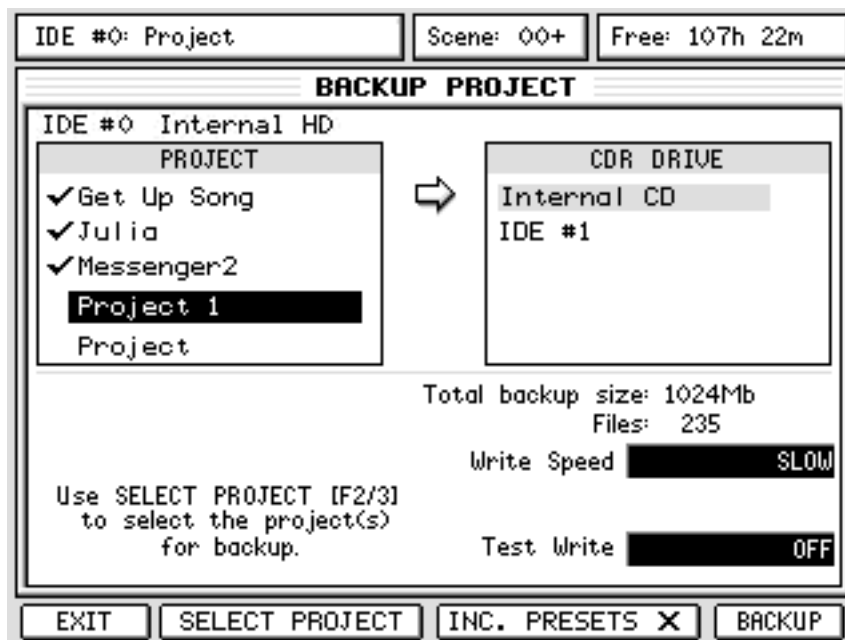 IDE #0: Project
Scene: 00+
Free: 107h 22m
BACKUP PROJECT
IDE #0 Internal HD
PROJECT
Get Up Song
Julia
Messenger2
Project 1
Project
CDR DRIVE
Internal CD
IDE #1
Total backup size: 1024Mb
Files: 235
Write Speed SLOW
Use SELECT PROJECT [F2/3]
to select the project(s)
for backup.
Test Write OFF
EXIT
SELECT PROJECT
INC. PRESETS X
BACKUP